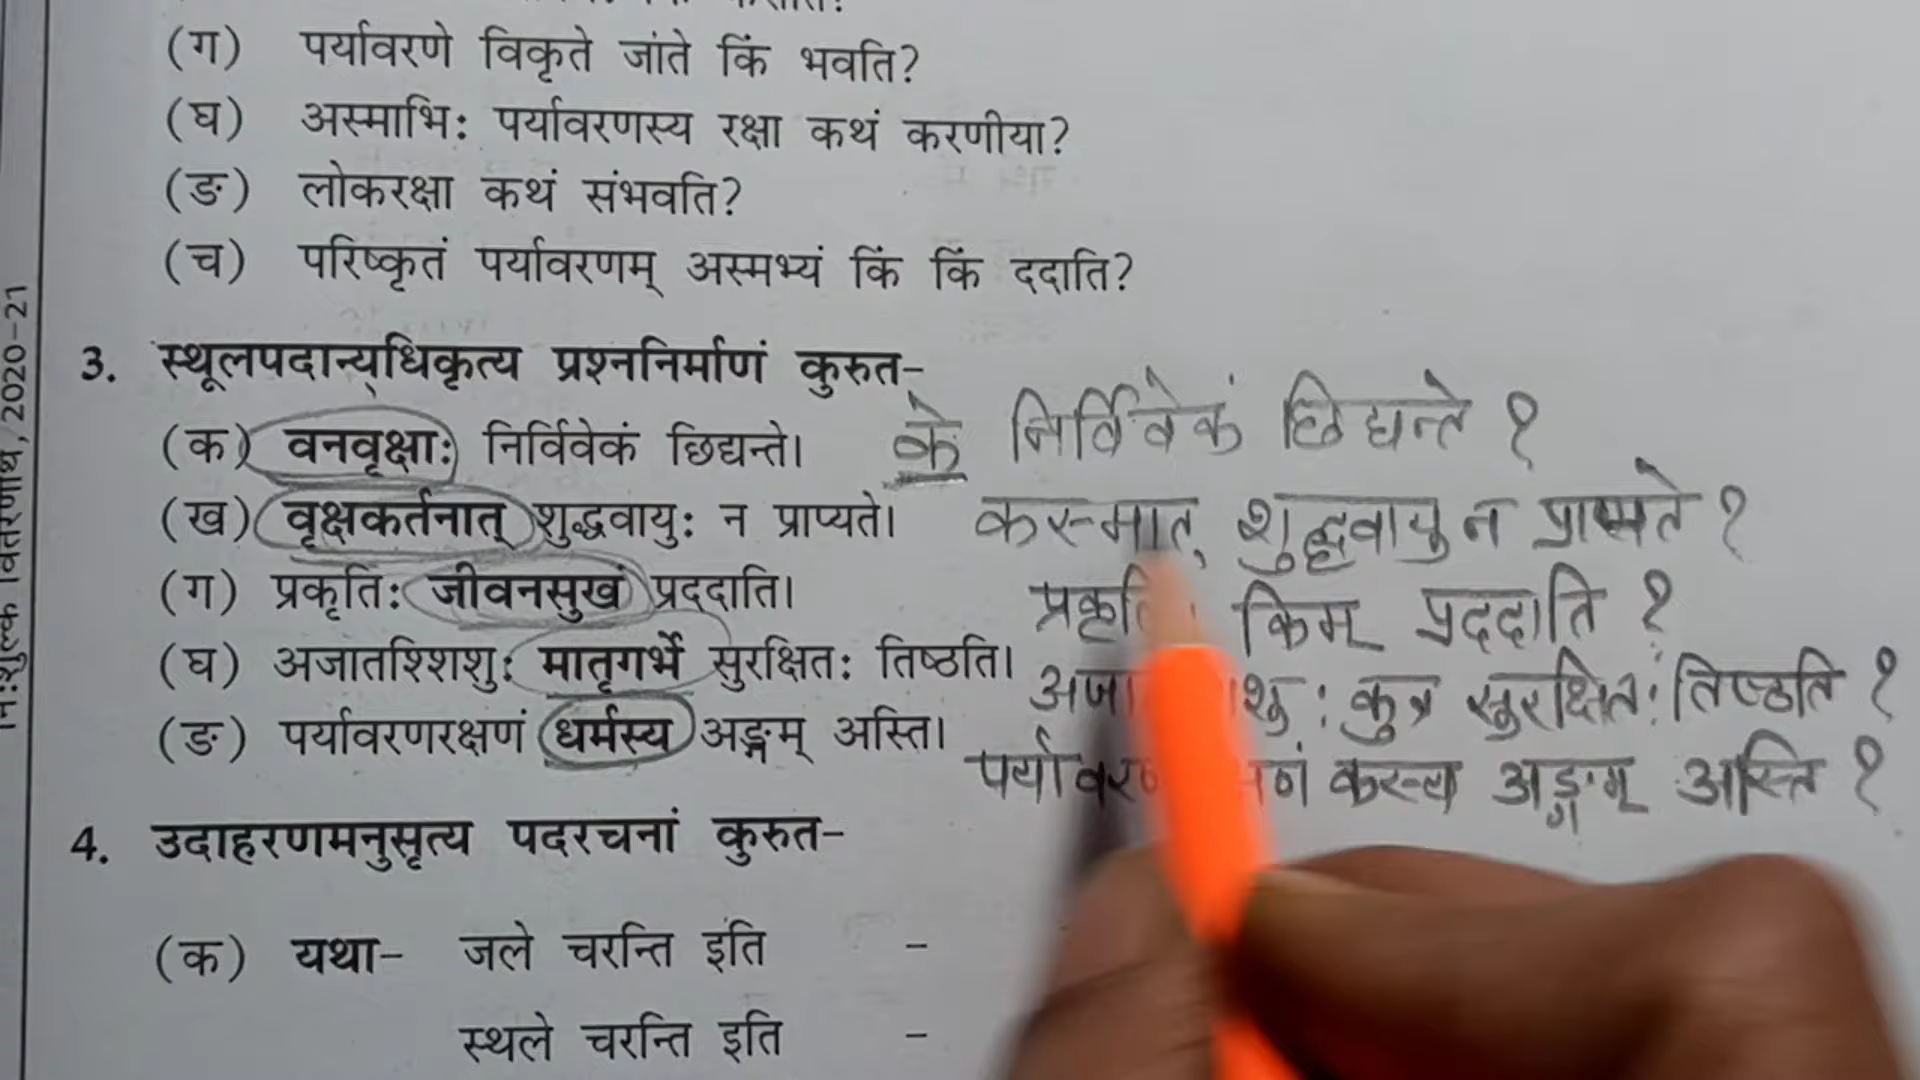 (ग) पर्यावरणे विकृते जांते किं भवति?
(घ) अस्माभिः पर्यावरणस्य रक्षा कथं करणीया?
(ङ) लोकरक्षा कथं संभवति?
(च) परिष्कृतं पर्यावरणम् अस्मभ्यं किं किं ददाति?
3. स्थूलपदान्यधिकृत्य प्रश्ननिर्माणं कुरुत-
(क) वनवृक्षाः निर्विवेकं छिद्यन्ते। के निर्विवेकं छिद्यन्ते ?
(ख) वृक्षकर्तनात् शुद्धवायुः न प्राप्यते। कस्मात् शुद्धवायु न प्राप्यते ?
(ग) प्रकृतिः जीवनसुखं प्रददाति। किम् प्रददाति ?
(घ) अजातश्शिशुः मातृगर्भे सुरक्षितः तिष्ठति। कुत्र सुरक्षितः तिष्ठति ?
(ङ) पर्यावरणरक्षणं धर्मस्य अङ्गम् अस्ति। कस्य अङ्गम् अस्ति ?
4. उदाहरणमनुसृत्य पदरचनां कुरुत-
(क) यथा- जले चरन्ति इति -
स्थले चरन्ति इति -
2020-21